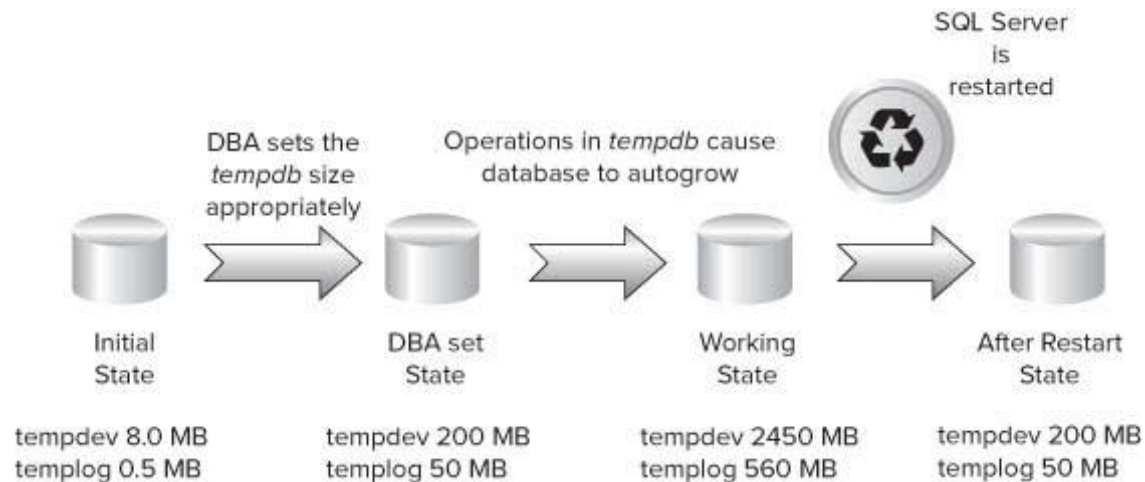 SQL Server
is
restarted
DBA sets the
tempdb size
appropriately
Operations in tempdb cause
database to autogrow
Initial
State
DBA set
State
Working
State
After Restart
State
tempdev 8.0 MB
templog 0.5 MB
tempdev 200 MB
templog 50 MB
tempdev 2450 MB
templog 560 MB
tempdev 200 MB
templog 50 MB